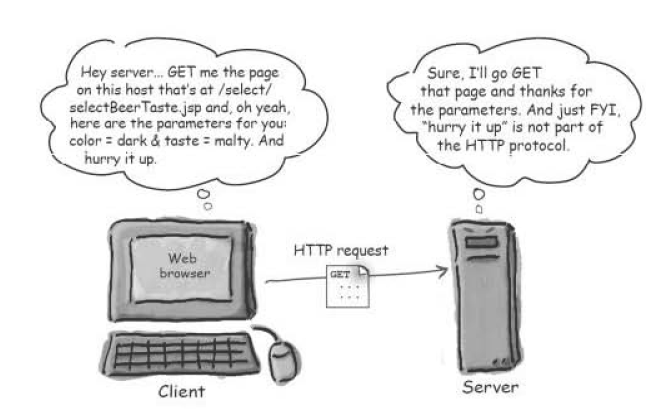 Hey server... GET me the page
on this host that's at /select/
selectBeerTaste.jsp and, oh yeah,
here are the parameters for you:
color = dark & taste = malty. And
hurry it up.
Sure, I'll go GET
that page and thanks for
the parameters. And just FYI,
"hurry it up" is not part of
the HTTP protocol.
Web
browser
HTTP request
GET
Client
Server